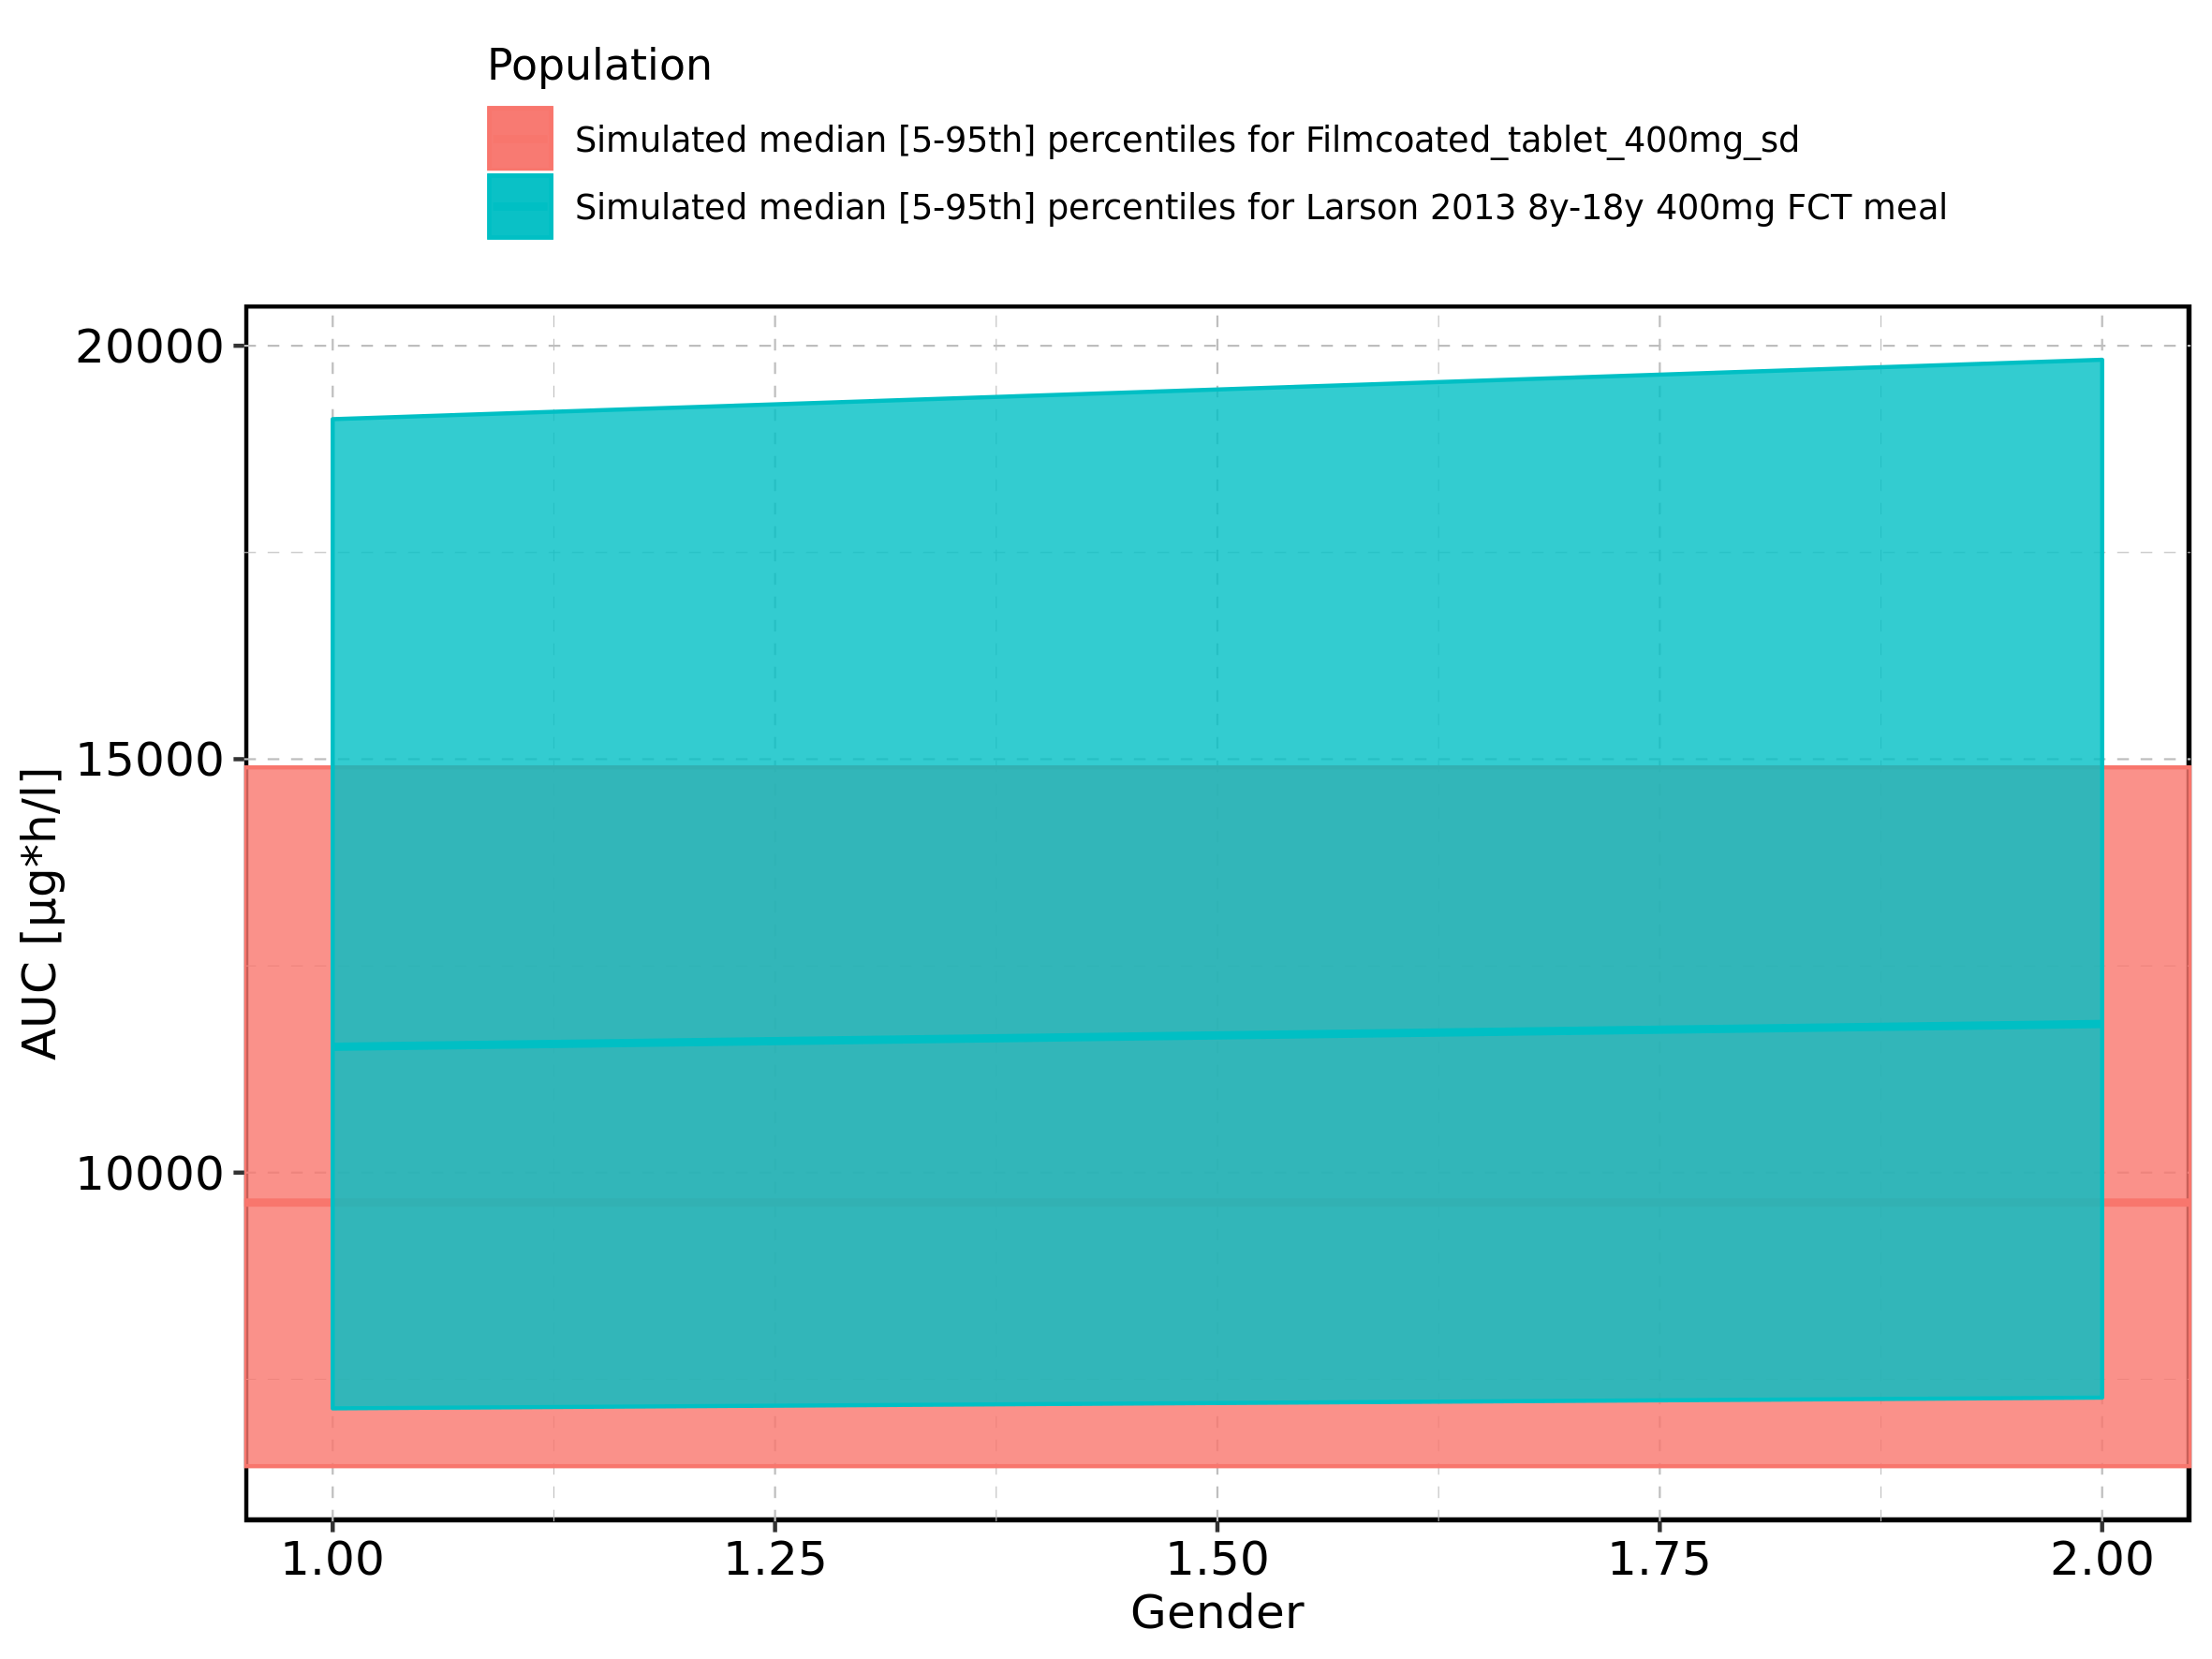 Population
Simulated median [5-95th] percentiles for Filmcoated_tablet_400mg_sd
Simulated median [5-95th] percentiles for Larson 2013 8y-18y 400mg FCT meal
20000
15000
10000
AUC [µg*h/l]
1.00 1.25 1.50 1.75 2.00
Gender